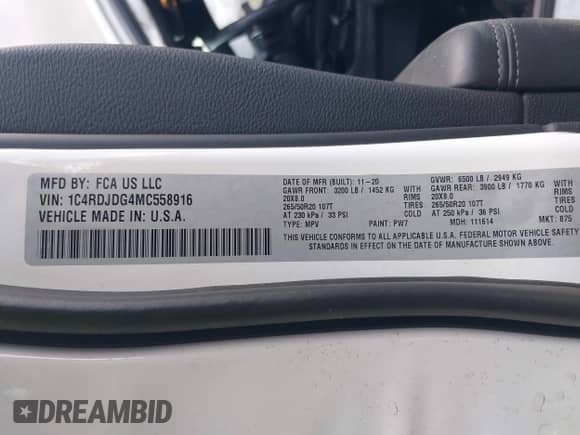 MFD BY: FCA US LLC
VIN: 1C4RDJDG4MC558916
VEHICLE MADE IN U.S.A.
DATE OF MFR (BUILT): 11-20
GAWR FRONT: 3200 LB / 1452 KG WITH
20X8.0 RIMS
265/50R20 107T TIRES
AT 230 kPa / 33 PSI COLD
TYPE: MPV PAINT: PW7
GVWR: 6500 LB / 2949 KG
GAWR REAR: 3900 LB / 1770 KG WITH
20X8.0 RIMS
265/50R20 107T TIRES
AT 250 kPa / 36 PSI COLD
MDH: 111614 MKT: 875
THIS VEHICLE CONFORMS TO ALL APPLICABLE U.S.A. FEDERAL MOTOR VEHICLE SAFETY
STANDARDS IN EFFECT ON THE DATE OF MANUFACTURE SHOWN ABOVE.
DREAMBID